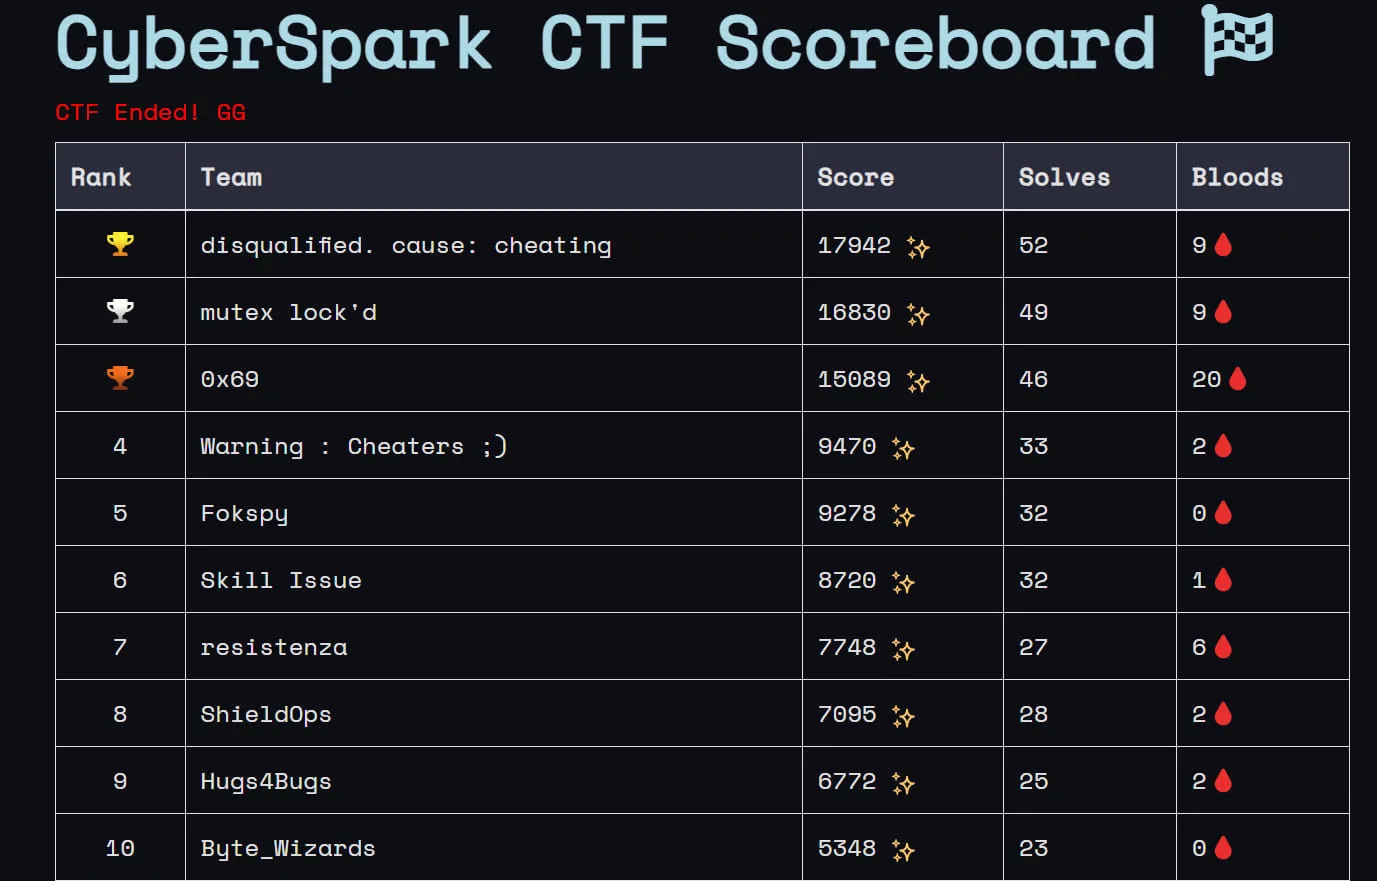 CyberSpark CTF Scoreboard
CTF Ended! GG
Rank Team Score Solves Bloods
disqualified. cause: cheating 17942 52 9
mutex lock'd 16830 49 9
0x69 15089 46 20
4 Warning : Cheaters ;) 9470 33 2
5 Fokspy 9278 32 0
6 Skill Issue 8720 32 1
7 resistenza 7748 27 6
8 ShieldOps 7095 28 2
9 Hugs4Bugs 6772 25 2
10 Byte_Wizards 5348 23 0